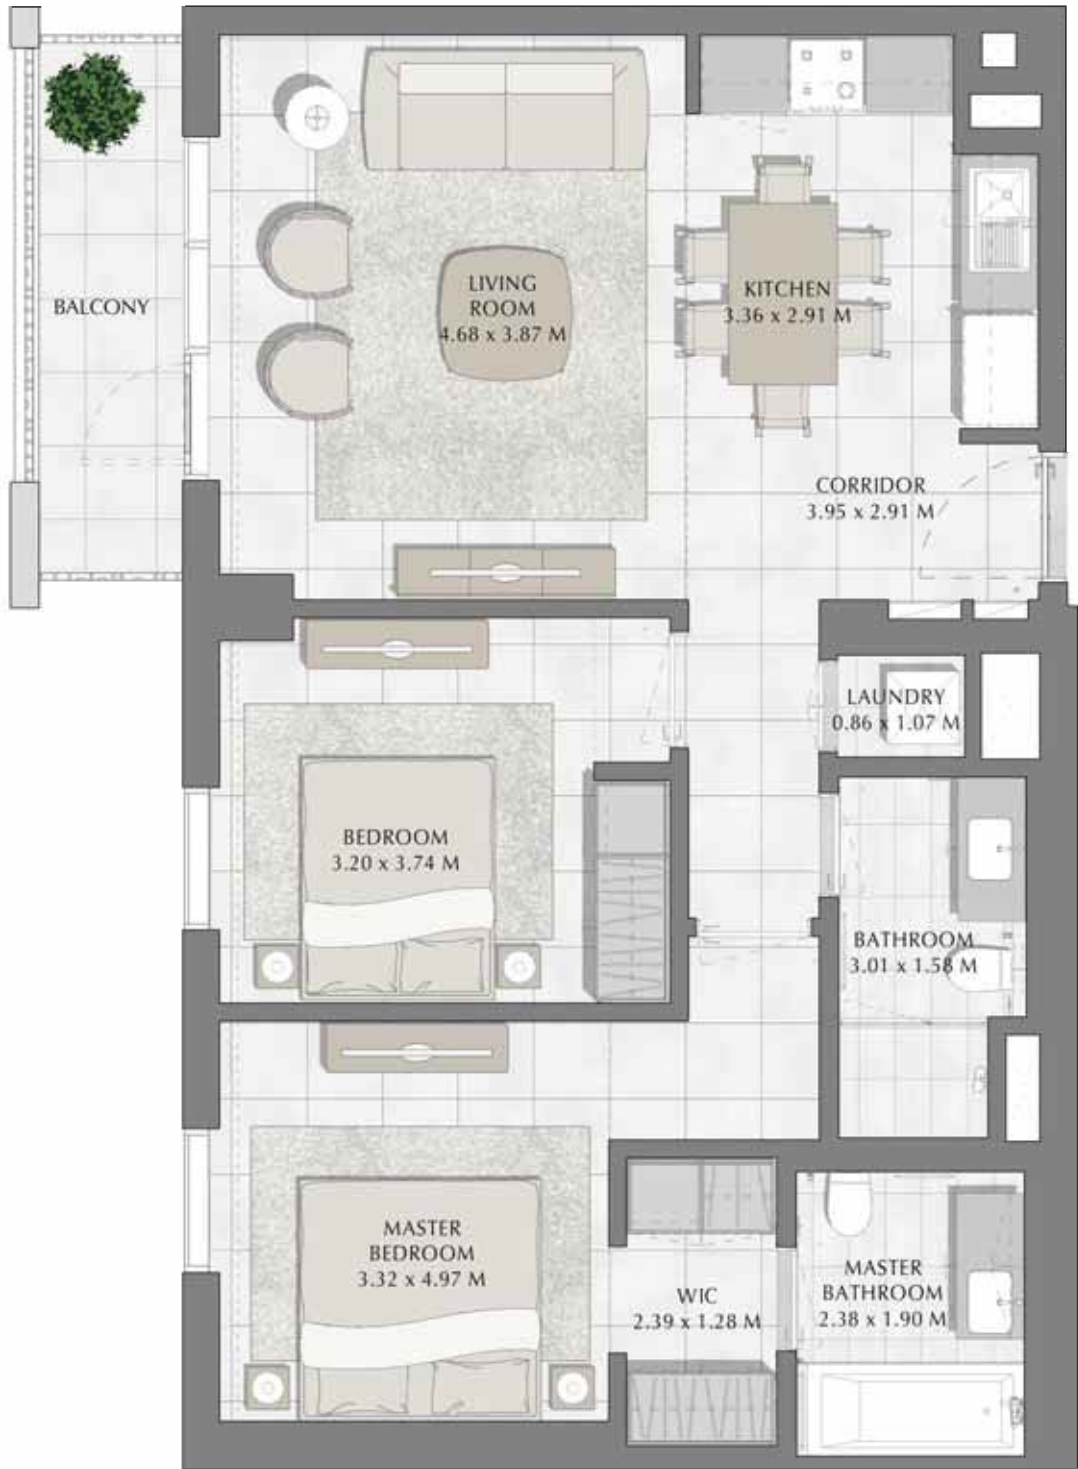 BALCONY
LIVING
ROOM
4.68 x 3.87 M
KITCHEN
3.36 x 2.91 M
CORRIDOR
3.95 x 2.91 M
LAUNDRY
0.86 x 1.07 M
BEDROOM
3.20 x 3.74 M
BATHROOM
3.01 x 1.58 M
MASTER
BEDROOM
3.32 x 4.97 M
WIC
2.39 x 1.28 M
MASTER
BATHROOM
2.38 x 1.90 M